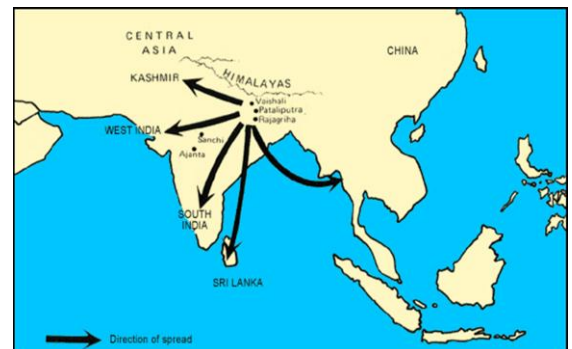 CENTRAL
ASIA
CHINA
KASHMIR
HIMALAYAS
Vaishali
Pataliputra
Rajagriha
WEST INDIA
Sanchi
Ajanta
SOUTH
INDIA
SRI LANKA
Direction of spread